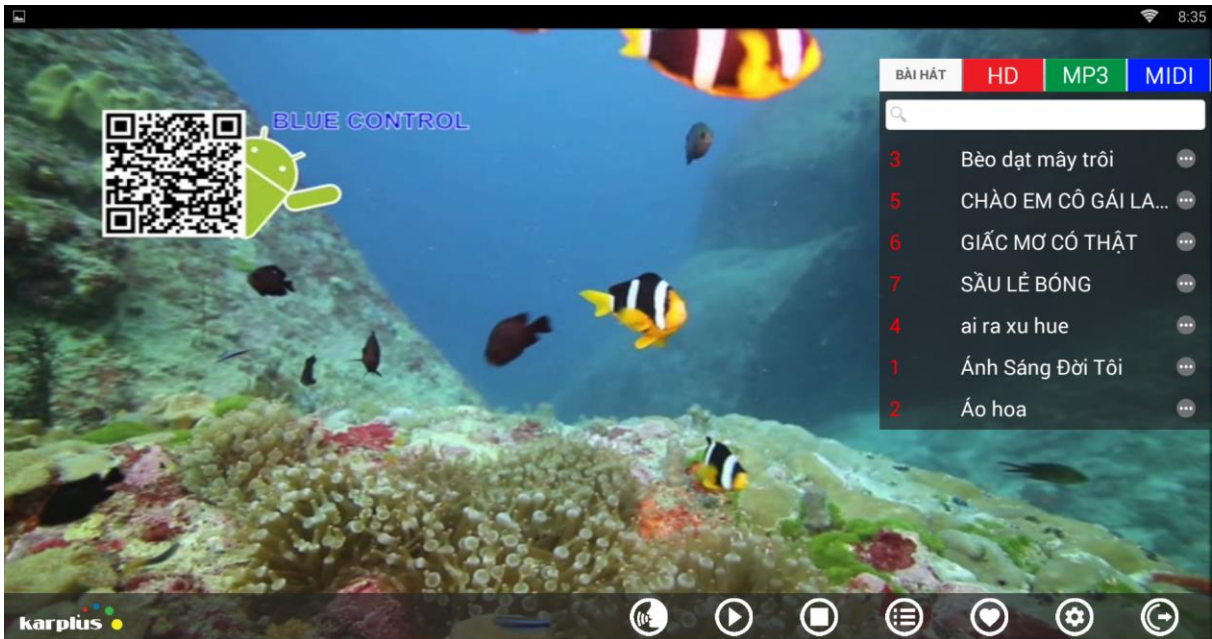 8:35
BLUE CONTROL
BÀI HÁT HD MP3 MIDI
3 Bèo dạt mây trôi
5 CHÀO EM CÔ GÁI LA...
6 GIẤC MƠ CÓ THẬT
7 SẦU LẺ BÓNG
4 ai ra xu hue
1 Ánh Sáng Đời Tôi
2 Áo hoa
karplus